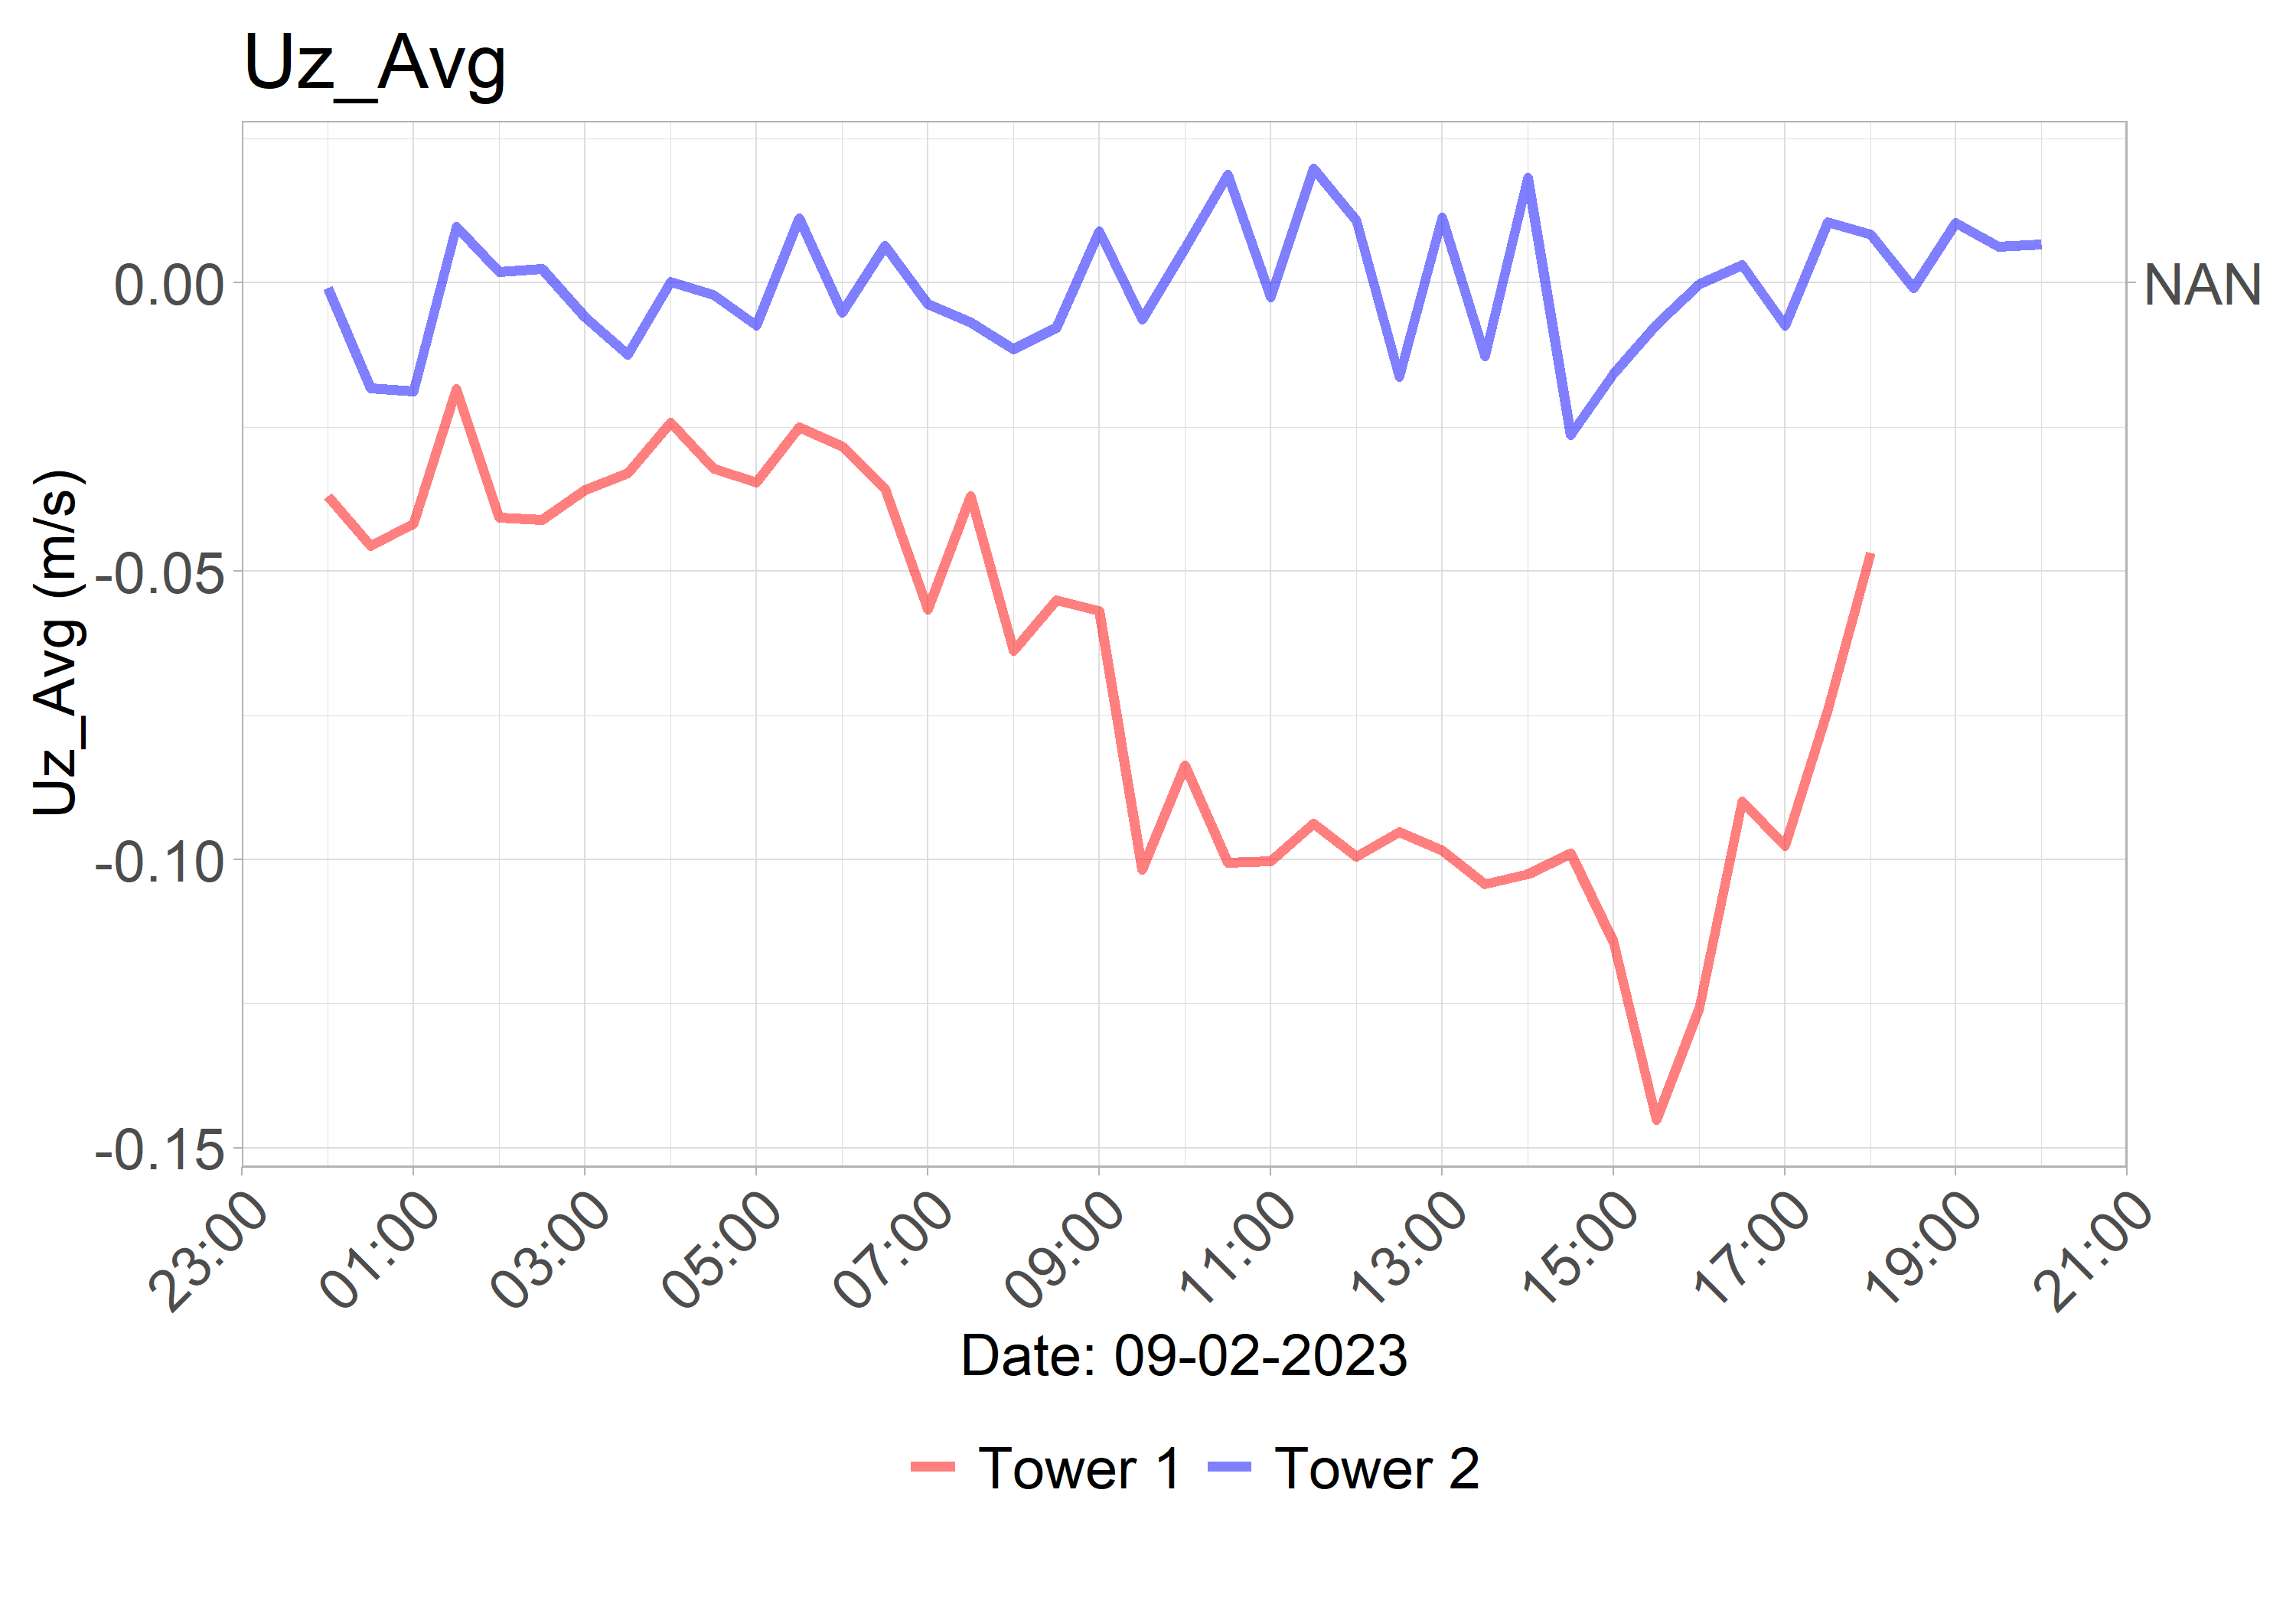 Uz_Avg
Uz_Avg (m/s)
0.00
-0.05
-0.10
-0.15
NAN
23:00 01:00 03:00 05:00 07:00 09:00 11:00 13:00 15:00 17:00 19:00 21:00
Date: 09-02-2023
Tower 1 Tower 2